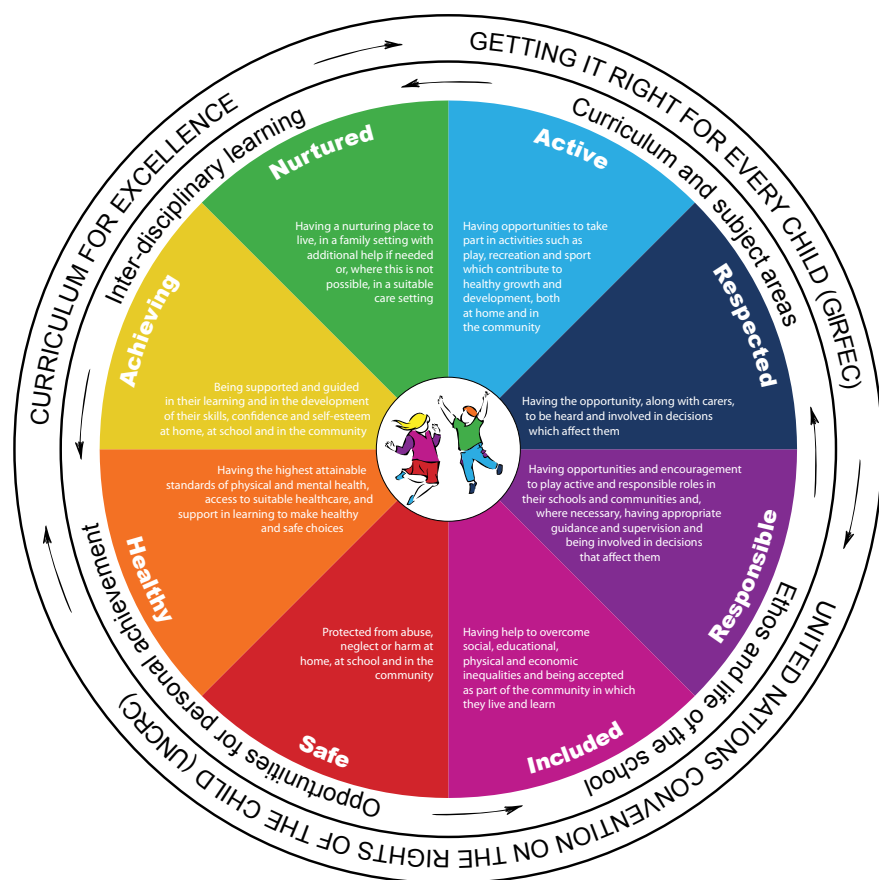 CURRICULUM FOR EXCELLENCE
GETTING IT RIGHT FOR EVERY CHILD (GIRFEC)
UNITED NATIONS CONVENTION ON THE RIGHTS OF THE CHILD (UNCRC)
Inter-disciplinary learning
Curriculum and subject areas
Ethos and life of the school
Opportunities for personal achievement
Nurtured
Having a nurturing place to
live, in a family setting with
additional help if needed
or, where this is not
possible, in a suitable
care setting
Active
Having opportunities to take
part in activities such as
play, recreation and sport
which contribute to
healthy growth and
development, both
at home and in
the community
Respected
Having the opportunity, along with carers,
to be heard and involved in decisions
which affect them
Responsible
Having opportunities and encouragement
to play active and responsible roles in
their schools and communities and,
where necessary, having appropriate
guidance and supervision and
being involved in decisions
that affect them
Included
Having help to overcome
social, educational,
physical and economic
inequalities and being accepted
as part of the community in which
they live and learn
Safe
Protected from abuse,
neglect or harm at
home, at school and in the
community
Healthy
Having the highest attainable
standards of physical and mental health,
access to suitable healthcare, and
support in learning to make healthy
and safe choices
Achieving
Being supported and guided
in their learning and in the development
of their skills, confidence and self-esteem
at home, at school and in the community